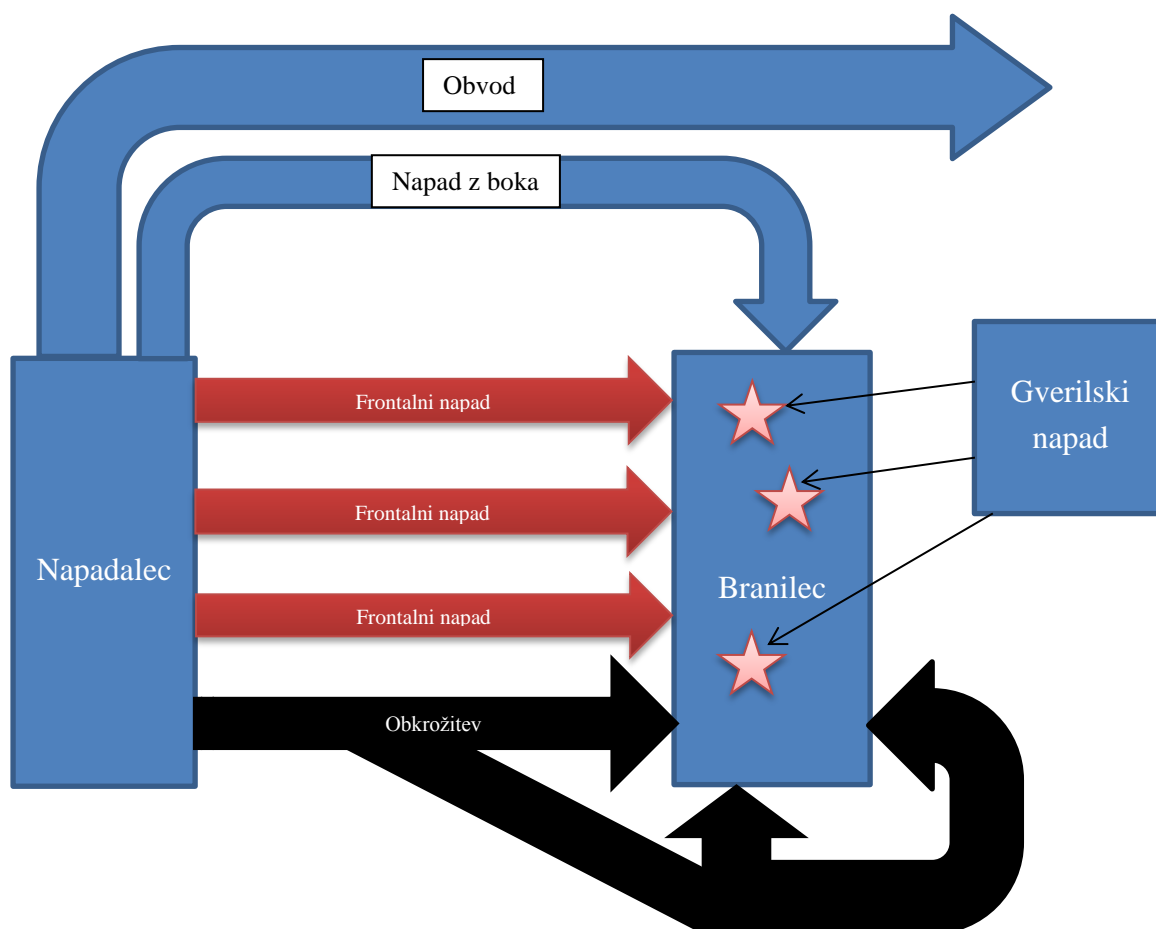 Obvod
Napad z boka
Gverilski
napad
Frontalni napad
Frontalni napad
Napadalec
Branilec
Frontalni napad
Obkrožitev